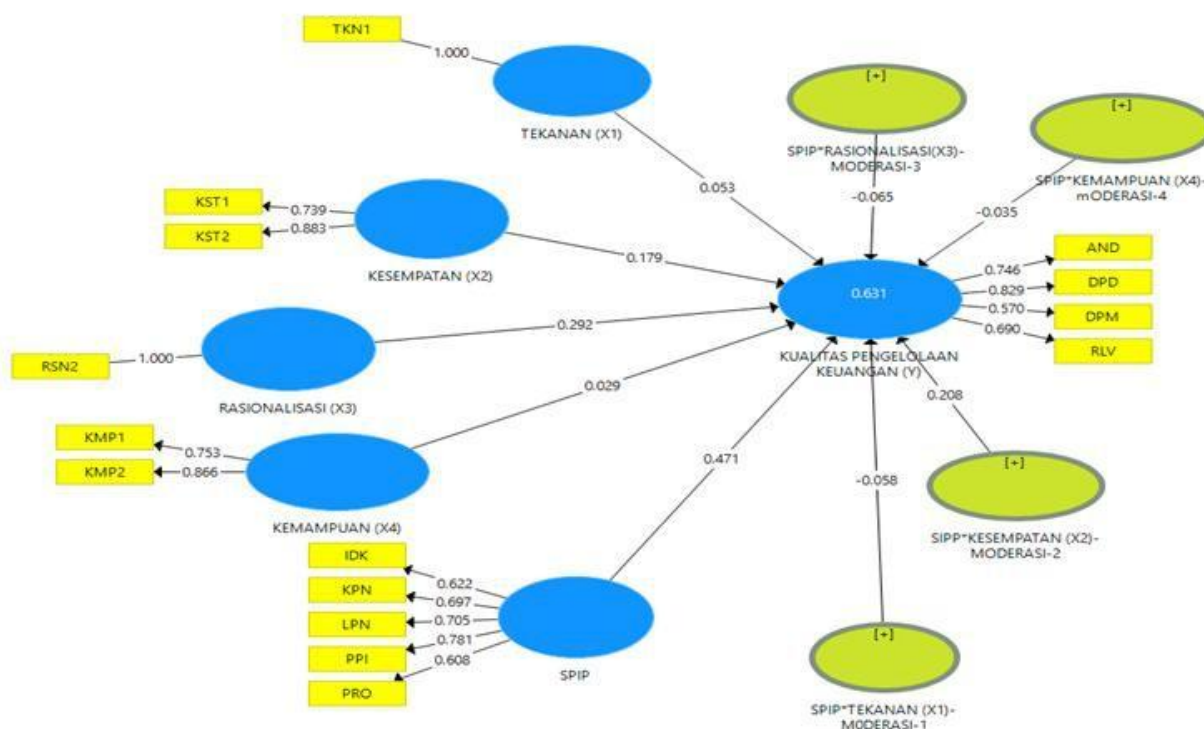 TKN1
1.000
TEKANAN (X1)
[+]
SPIP*RASIONALISASI(X3)-
MODERASI-3
[+]
SPIP*KEMAMPUAN (X4)-
mODERASI-4
0.053
-0.065
-0.035
KST1
KST2
0.739
0.883
KESEMPATAN (X2)
0.179
0.631
KUALITAS PENGELOLAAN
KEUANGAN (Y)
0.746
0.829
0.570
0.690
AND
DPD
DPM
RLV
RSN2
1.000
RASIONALISASI (X3)
0.292
KMP1
KMP2
0.753
0.866
KEMAMPUAN (X4)
0.029
0.471
-0.058
0.208
[+]
SIPP*KESEMPATAN (X2)-
MODERASI-2
IDK
KPN
LPN
PPI
PRO
0.622
0.697
0.705
0.781
0.608
SPIP
[+]
SPIP*TEKANAN (X1)-
M0DERASI-1